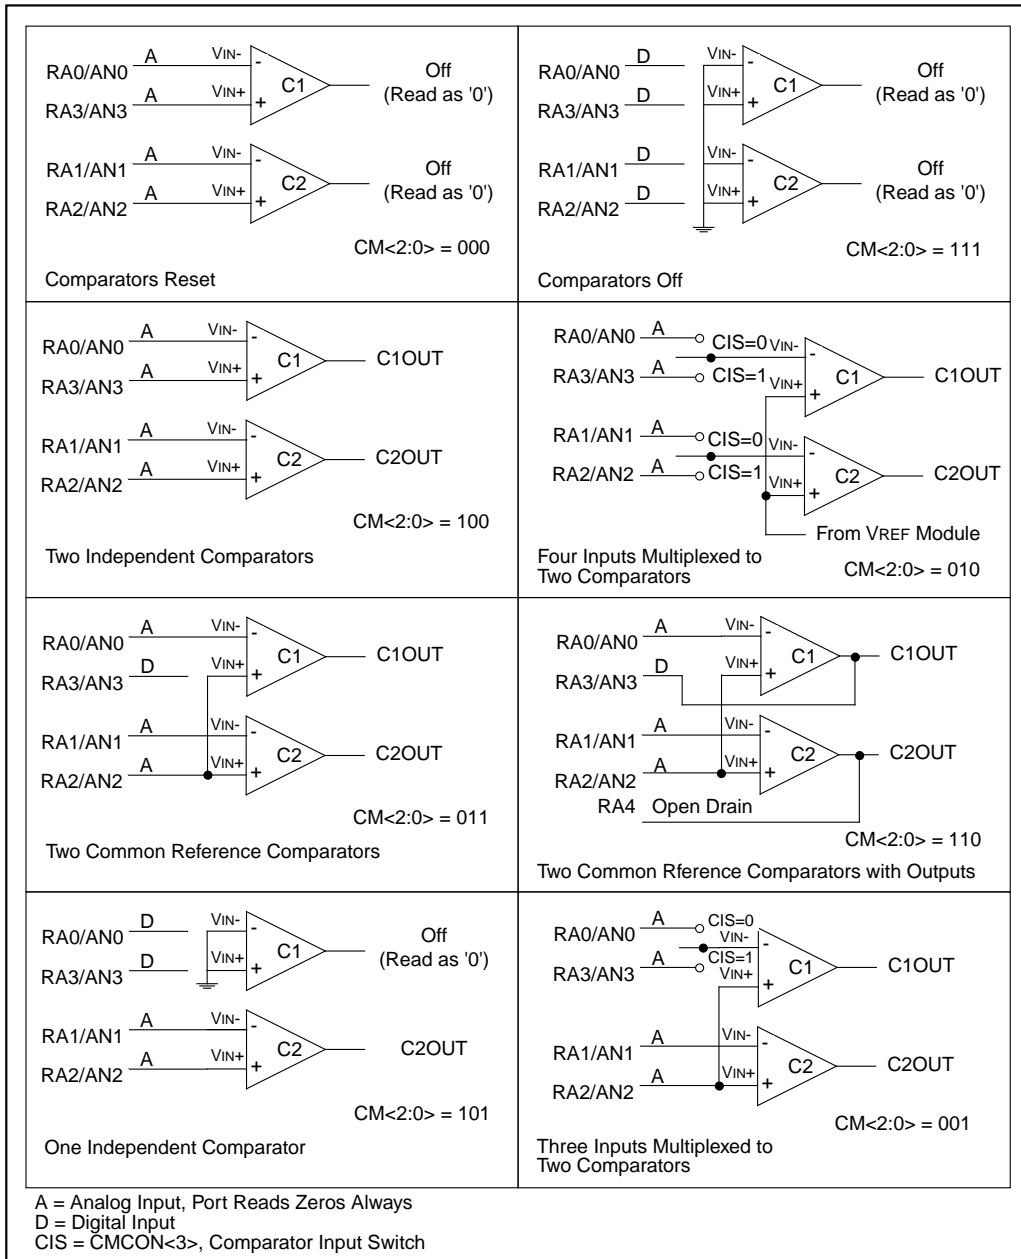 A VIN-
RA0/AN0 - Off
C1 (Read as '0')
A VIN+
RA3/AN3 +
A VIN-
RA1/AN1 - Off
C2 (Read as '0')
A VIN+
RA2/AN2 +
CM<2:0> = 000
Comparators Reset
D VIN-
RA0/AN0 - Off
C1 (Read as '0')
D VIN+
RA3/AN3 +
D VIN-
RA1/AN1 - Off
C2 (Read as '0')
D VIN+
RA2/AN2 +
CM<2:0> = 111
Comparators Off
A VIN-
RA0/AN0 -
C1 C1OUT
A VIN+
RA3/AN3 +
A VIN-
RA1/AN1 -
C2 C2OUT
A VIN+
RA2/AN2 +
CM<2:0> = 100
Two Independent Comparators
A
RA0/AN0 CIS=0 VIN- -
A C1 C1OUT
RA3/AN3 CIS=1 VIN+ +
A
RA1/AN1 CIS=0 VIN- -
A C2 C2OUT
RA2/AN2 CIS=1 VIN+ +
From VREF Module
Four Inputs Multiplexed to
Two Comparators
CM<2:0> = 010
A VIN-
RA0/AN0 -
C1 C1OUT
D VIN+
RA3/AN3 +
A VIN-
RA1/AN1 -
C2 C2OUT
A VIN+
RA2/AN2 +
CM<2:0> = 011
Two Common Reference Comparators
A VIN-
RA0/AN0 -
C1 C1OUT
D VIN+
RA3/AN3 +
A VIN-
RA1/AN1 -
C2 C2OUT
A VIN+
RA2/AN2 +
RA4 Open Drain
CM<2:0> = 110
Two Common Rference Comparators with Outputs
D VIN-
RA0/AN0 - Off
C1 (Read as '0')
D VIN+
RA3/AN3 +
A VIN-
RA1/AN1 -
C2 C2OUT
A VIN+
RA2/AN2 +
CM<2:0> = 101
One Independent Comparator
A CIS=0
RA0/AN0 VIN- -
A CIS=1 C1 C1OUT
RA3/AN3 VIN+ +
A VIN-
RA1/AN1 -
C2 C2OUT
A VIN+
RA2/AN2 +
CM<2:0> = 001
Three Inputs Multiplexed to
Two Comparators
A = Analog Input, Port Reads Zeros Always
D = Digital Input
CIS = CMCON<3>, Comparator Input Switch